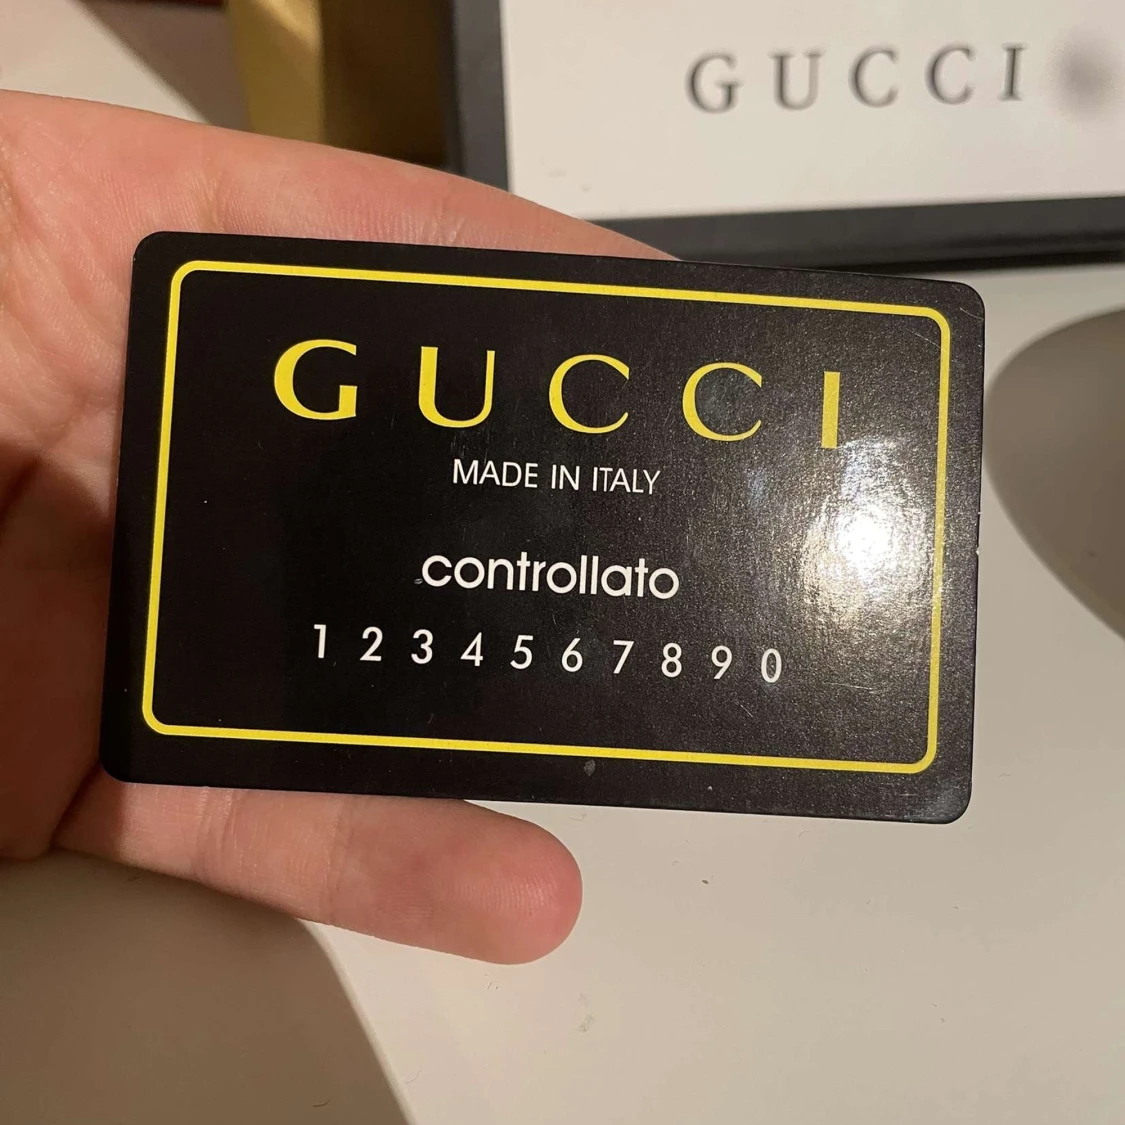 GUCCI
GUCCI
MADE IN ITALY
controllato
1 2 3 4 5 6 7 8 9 0